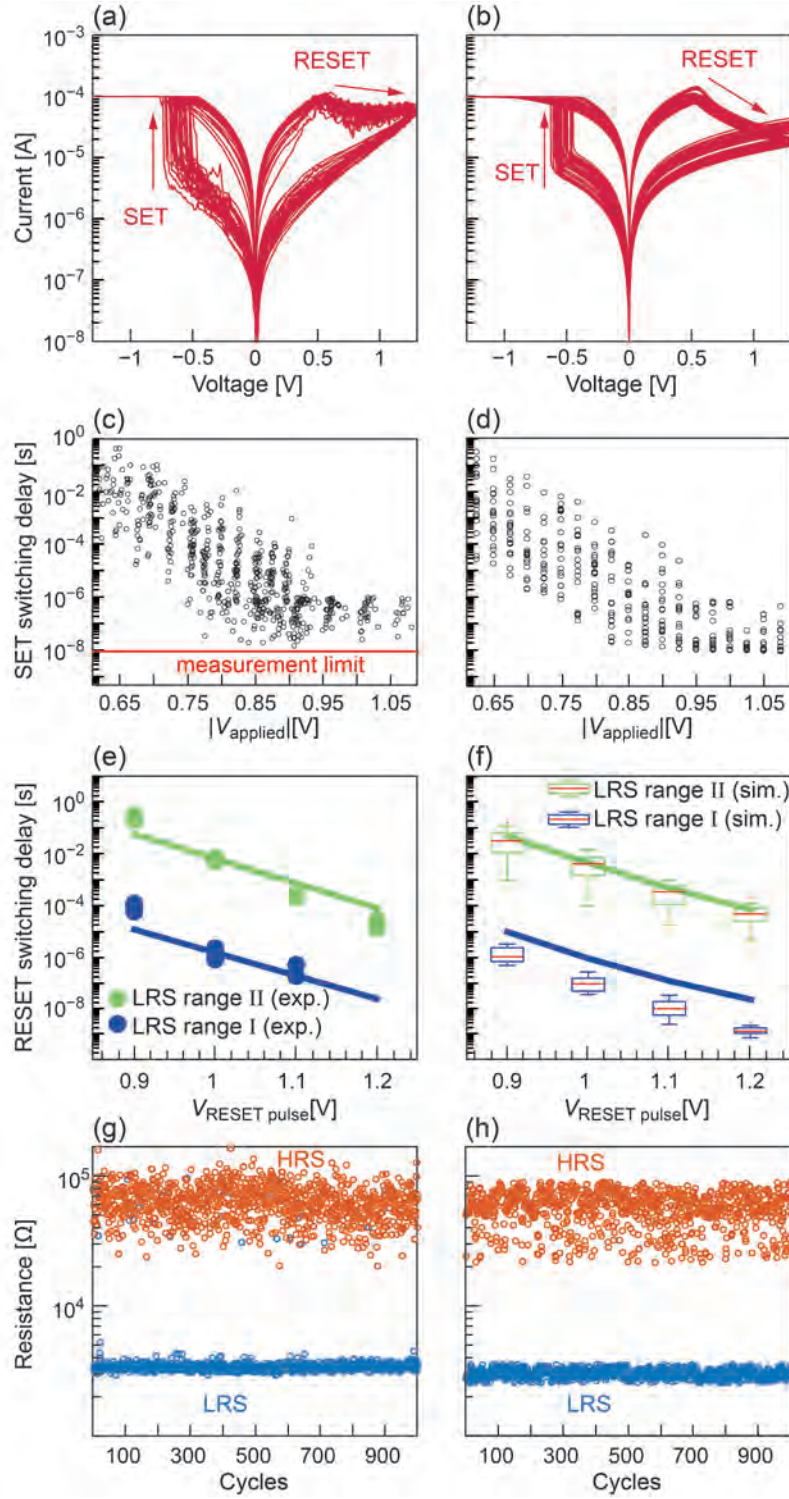 (a)
(b)
10⁻³
10⁻⁴
10⁻⁵
10⁻⁶
10⁻⁷
10⁻⁸
Current [A]
RESET
SET
RESET
SET
−1
−0.5
0
0.5
1
−1
−0.5
0
0.5
1
Voltage [V]
Voltage [V]
(c)
(d)
10⁰
10⁻²
10⁻⁴
10⁻⁶
10⁻⁸
SET switching delay [s]
measurement limit
0.65
0.75
0.85
0.95
1.05
0.65
0.75
0.85
0.95
1.05
|V_applied|[V]
|V_applied|[V]
(e)
(f)
10⁰
10⁻²
10⁻⁴
10⁻⁶
10⁻⁸
RESET switching delay [s]
LRS range II (exp.)
LRS range I (exp.)
LRS range II (sim.)
LRS range I (sim.)
0.9
1
1.1
1.2
0.9
1
1.1
1.2
V_RESET pulse[V]
V_RESET pulse[V]
(g)
(h)
10⁵
10⁴
Resistance [Ω]
HRS
LRS
HRS
LRS
100
300
500
700
900
100
300
500
700
900
Cycles
Cycles